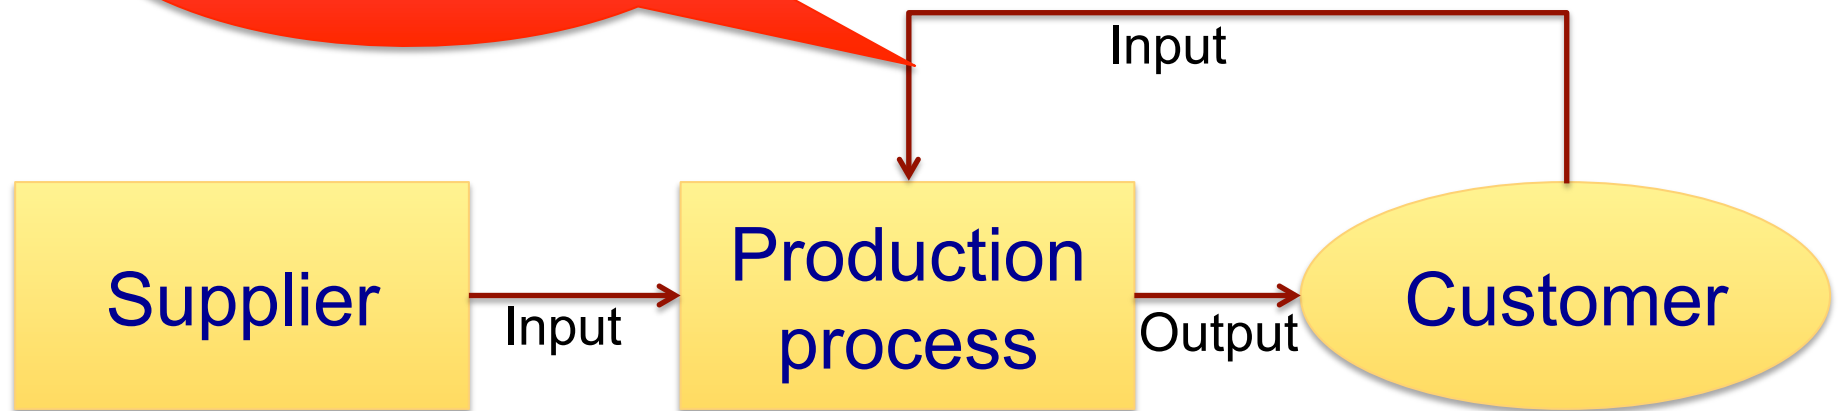 Input
Supplier
Input
Production
process
Output
Customer